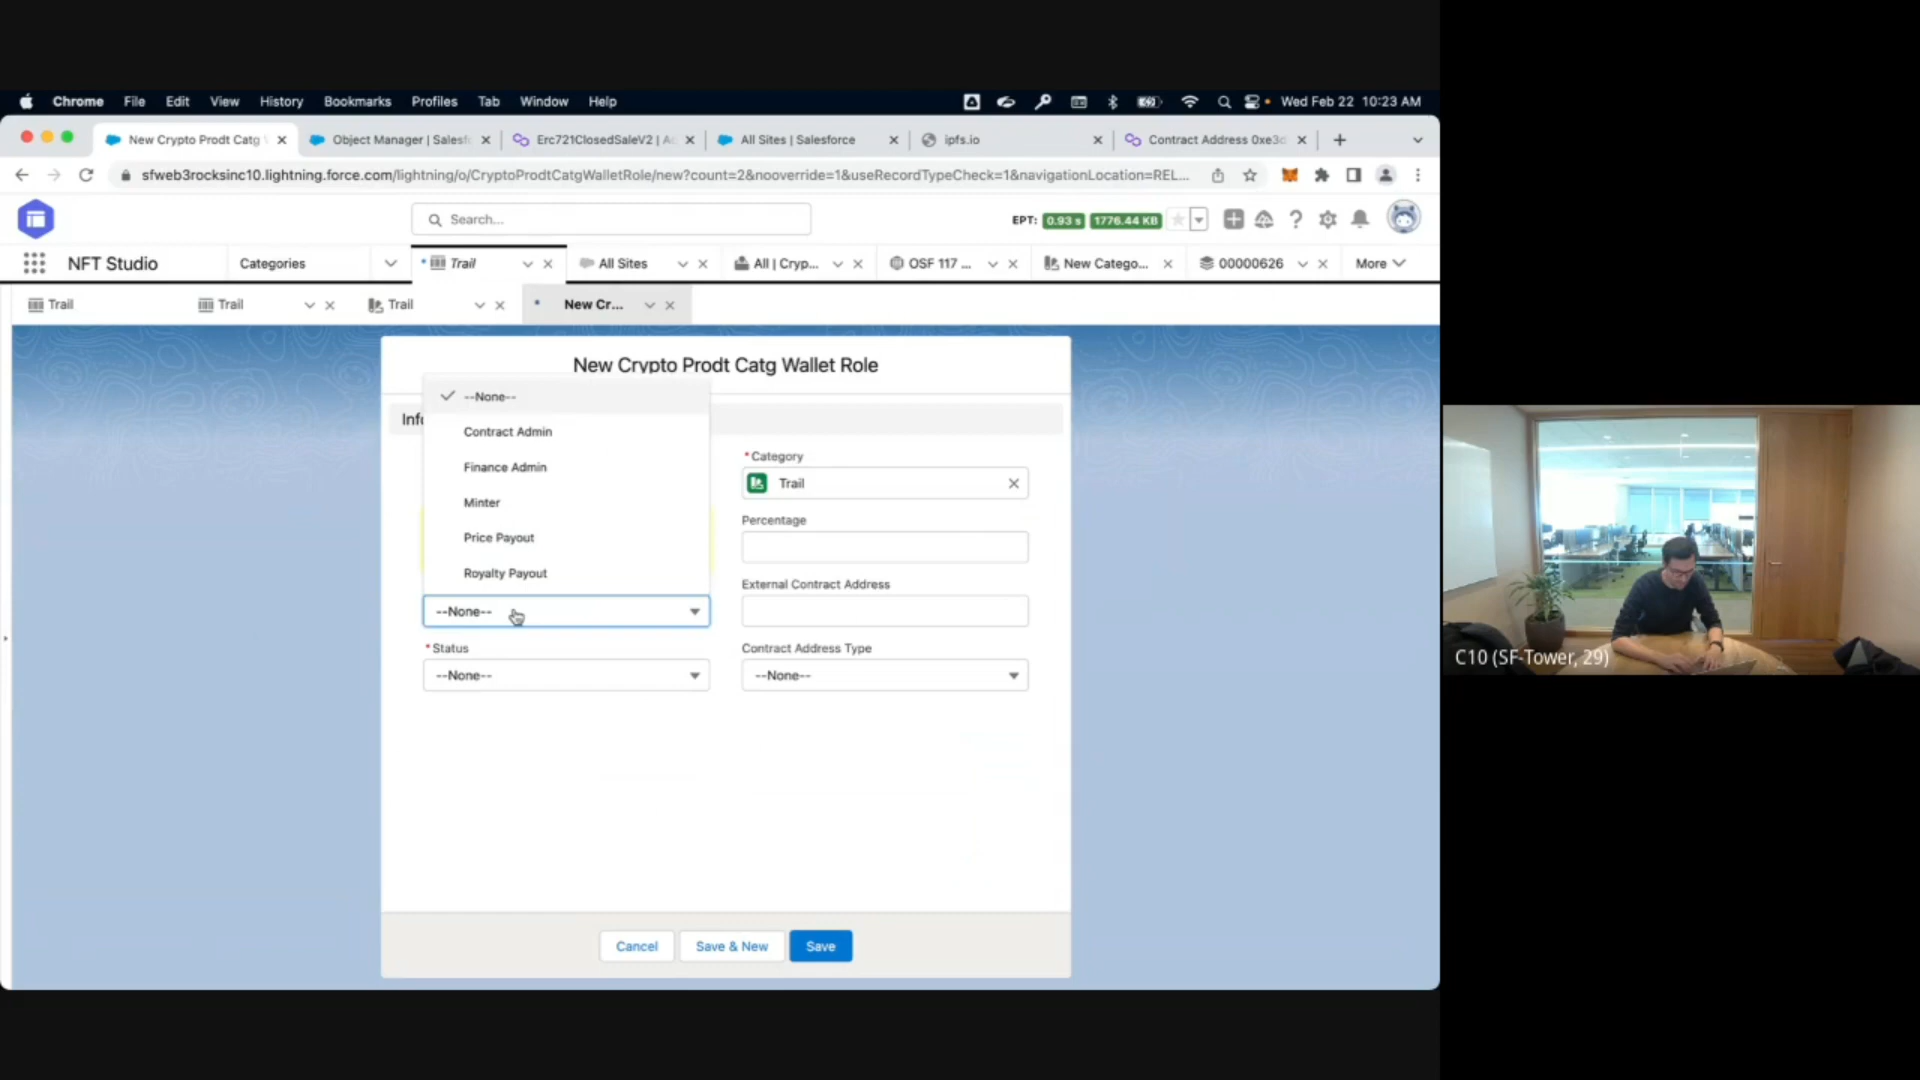 Chrome File Edit View History Bookmarks Profiles Tab Window Help Wed Feb 22 10:23 AM
New Crypto Prodt Catg Object Manager | Salesf Erc721ClosedSaleV2 | Ac All Sites | Salesforce ipfs.io Contract Address 0xe3d
sfweb3rocksinc10.lightning.force.com/lightning/o/CryptoProdtCatgWalletRole/new?count=2&nooverride=1&useRecordTypeCheck=1&navigationLocation=REL...
Search... EPT: 0.93 s 1776.44 KB
NFT Studio Categories * Trail All Sites All | Cryp... OSF 117 ... New Catego... 00000626 More
Trail Trail Trail * New Cr...
New Crypto Prodt Catg Wallet Role
--None--
Info
Contract Admin
* Category
Finance Admin
Trail
Minter
Percentage
Price Payout
Royalty Payout
External Contract Address
--None--
* Status
Contract Address Type
--None-- --None--
C10 (SF-Tower, 29)
Cancel Save & New Save